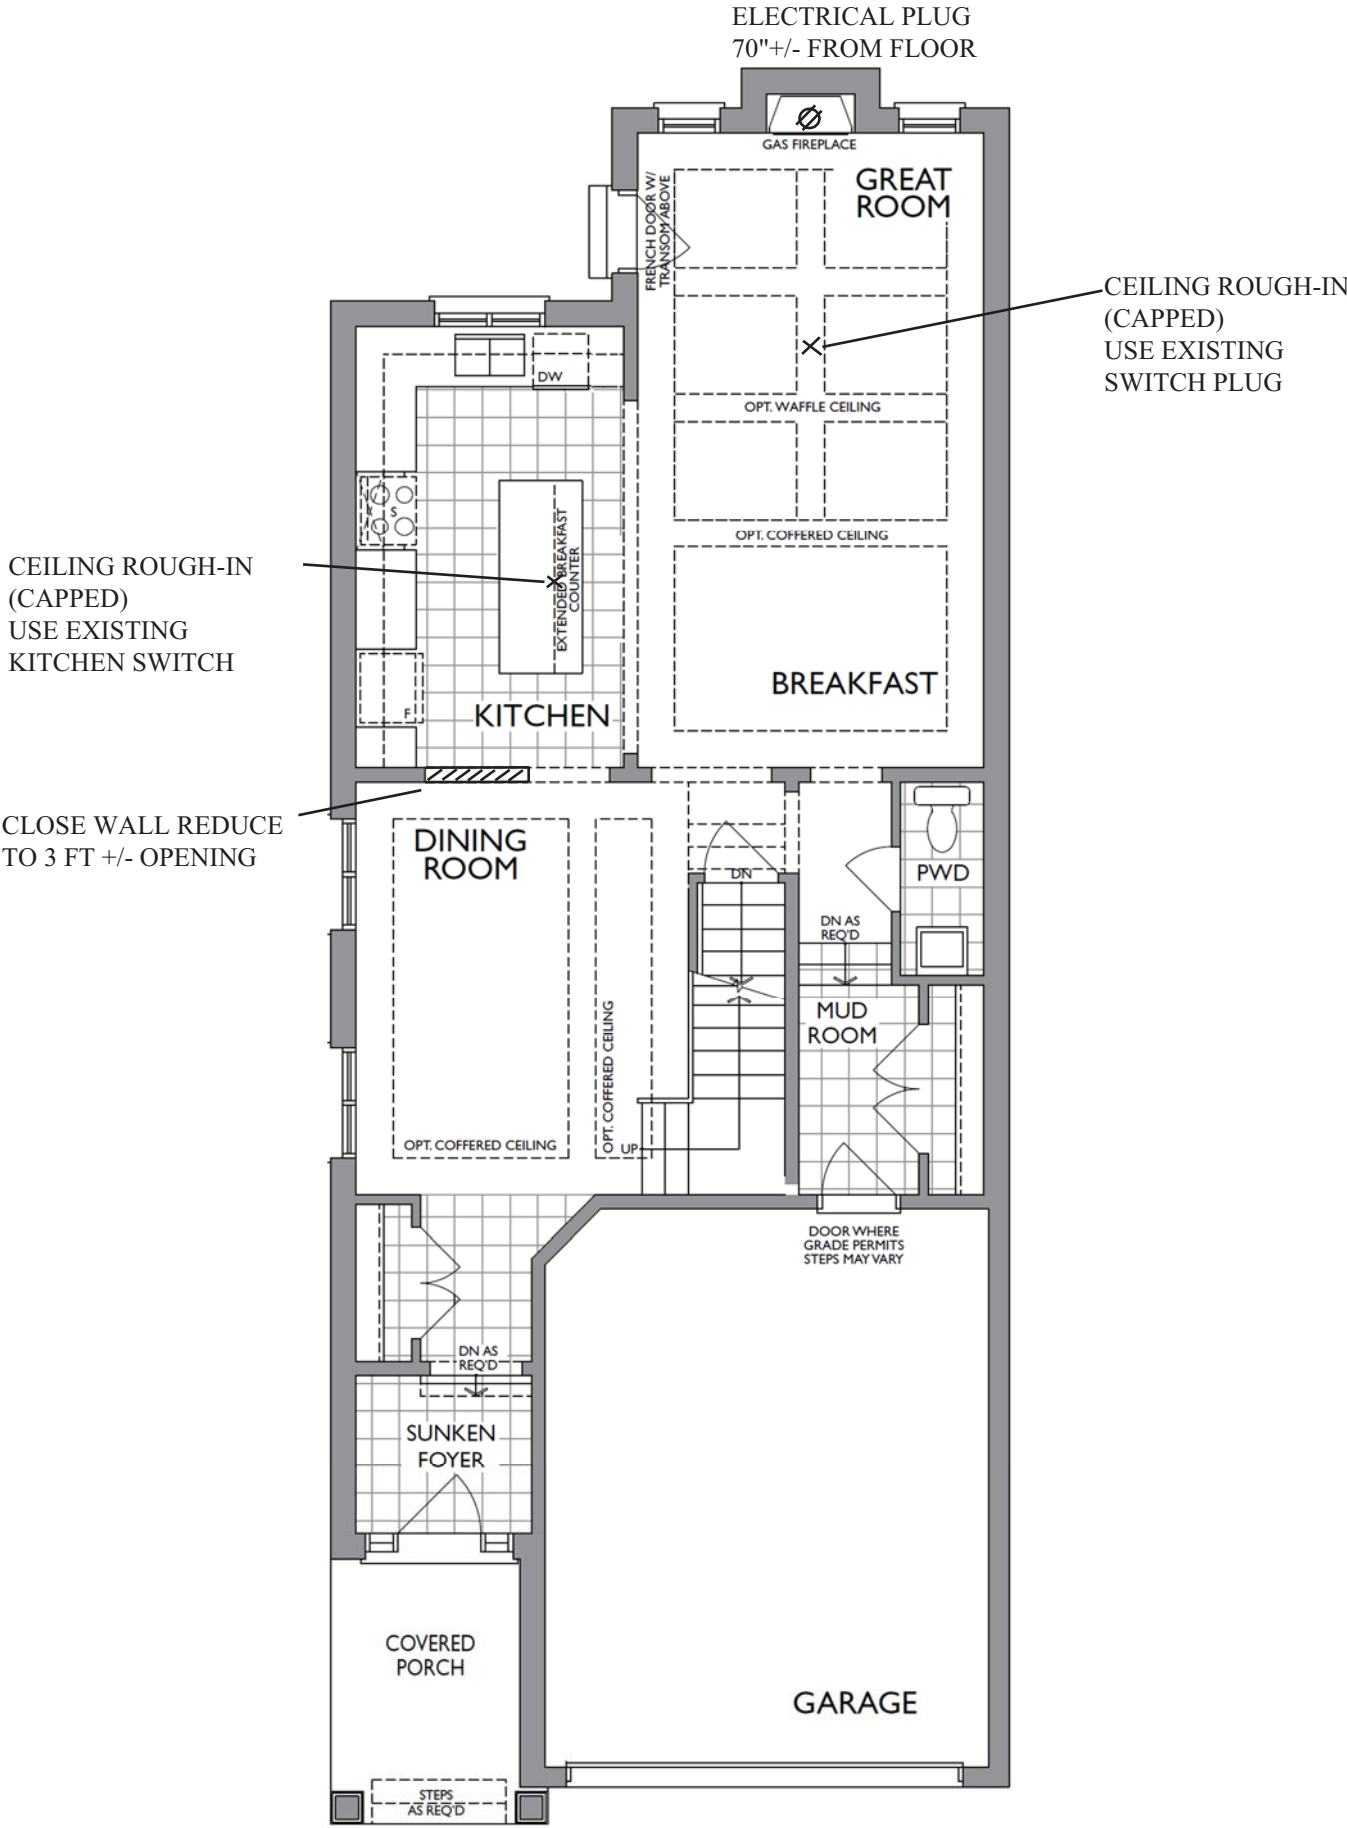 ELECTRICAL PLUG
70"+/- FROM FLOOR
GAS FIREPLACE
GREAT
ROOM
FRENCH DOOR W/
TRANSOM ABOVE
CEILING ROUGH-IN
(CAPPED)
USE EXISTING
SWITCH PLUG
DW
OPT. WAFFLE CEILING
S
OPT. COFFERED CEILING
EXTENDED BREAKFAST
COUNTER
CEILING ROUGH-IN
(CAPPED)
USE EXISTING
KITCHEN SWITCH
BREAKFAST
F
KITCHEN
CLOSE WALL REDUCE
TO 3 FT +/- OPENING
DINING
ROOM
DN
PWD
DN AS
REQ'D
MUD
ROOM
OPT. COFFERED CEILING
OPT. COFFERED CEILING
UP
DOOR WHERE
GRADE PERMITS
STEPS MAY VARY
DN AS
REQ'D
SUNKEN
FOYER
COVERED
PORCH
GARAGE
STEPS
AS REQ'D